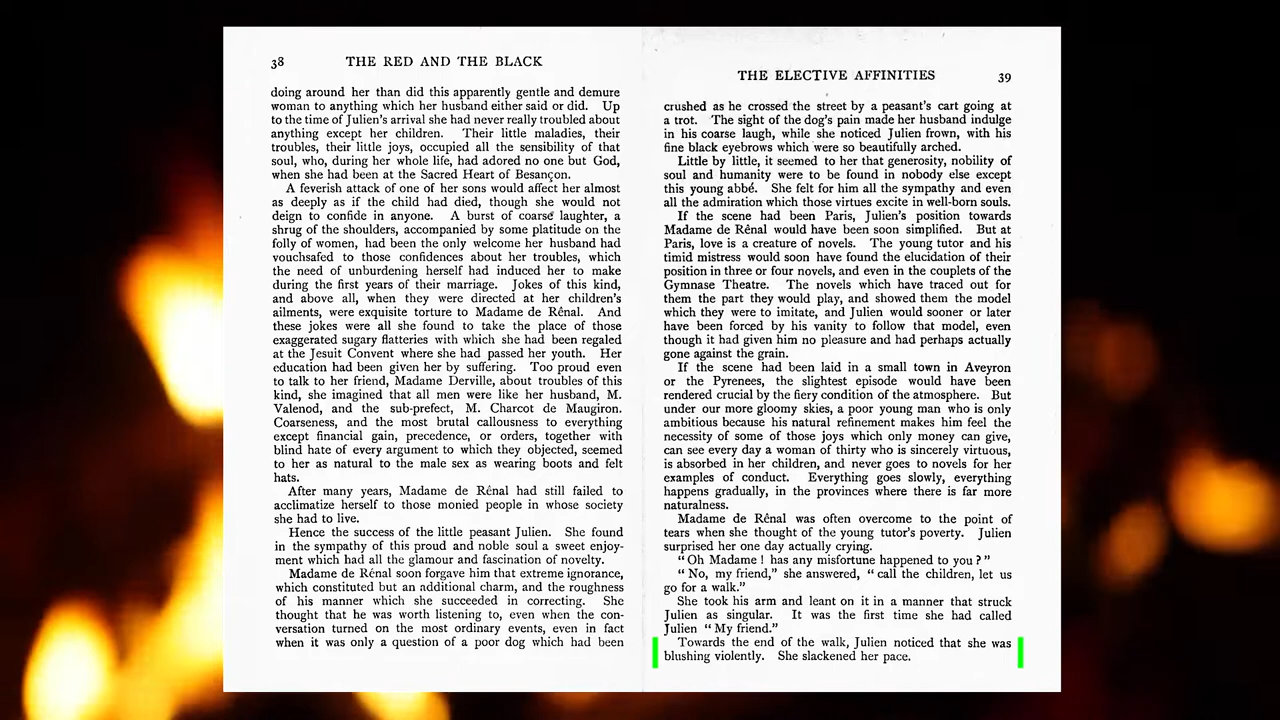 38 THE RED AND THE BLACK
doing around her than did this apparently gentle and demure
woman to anything which her husband either said or did. Up
to the time of Julien's arrival she had never really troubled about
anything except her children. Their little maladies, their
troubles, their little joys, occupied all the sensibility of that
soul, who, during her whole life, had adored no one but God,
when she had been at the Sacred Heart of Besançon.
A feverish attack of one of her sons would affect her almost
as deeply as if the child had died, though she would not
deign to confide in anyone. A burst of coarse laughter, a
shrug of the shoulders, accompanied by some platitude on the
folly of women, had been the only welcome her husband had
vouchsafed to those confidences about her troubles, which
the need of unburdening herself had induced her to make
during the first years of their marriage. Jokes of this kind,
and above all, when they were directed at her children's
ailments, were exquisite torture to Madame de Rênal. And
these jokes were all she found to take the place of those
exaggerated sugary flatteries with which she had been regaled
at the Jesuit Convent where she had passed her youth. Her
education had been given her by suffering. Too proud even
to talk to her friend, Madame Derville, about troubles of this
kind, she imagined that all men were like her husband, M.
Valenod, and the sub-prefect, M. Charcot de Maugiron.
Coarseness, and the most brutal callousness to everything
except financial gain, precedence, or orders, together with
blind hate of every argument to which they objected, seemed
to her as natural to the male sex as wearing boots and felt
hats.
After many years, Madame de Rênal had still failed to
acclimatize herself to those monied people in whose society
she had to live.
Hence the success of the little peasant Julien. She found
in the sympathy of this proud and noble soul a sweet enjoy-
ment which had all the glamour and fascination of novelty.
Madame de Rênal soon forgave him that extreme ignorance,
which constituted but an additional charm, and the roughness
of his manner which she succeeded in correcting. She
thought that he was worth listening to, even when the con-
versation turned on the most ordinary events, even in fact
when it was only a question of a poor dog which had been
THE ELECTIVE AFFINITIES 39
crushed as he crossed the street by a peasant's cart going at
a trot. The sight of the dog's pain made her husband indulge
in his coarse laugh, while she noticed Julien frown, with his
fine black eyebrows which were so beautifully arched.
Little by little, it seemed to her that generosity, nobility of
soul and humanity were to be found in nobody else except
this young abbé. She felt for him all the sympathy and even
all the admiration which those virtues excite in well-born souls.
If the scene had been Paris, Julien's position towards
Madame de Rênal would have been soon simplified. But at
Paris, love is a creature of novels. The young tutor and his
timid mistress would soon have found the elucidation of their
position in three or four novels, and even in the couplets of the
Gymnase Theatre. The novels which have traced out for
them the part they would play, and showed them the model
which they were to imitate, and Julien would sooner or later
have been forced by his vanity to follow that model, even
though it had given him no pleasure and had perhaps actually
gone against the grain.
If the scene had been laid in a small town in Aveyron
or the Pyrenees, the slightest episode would have been
rendered crucial by the fiery condition of the atmosphere. But
under our more gloomy skies, a poor young man who is only
ambitious because his natural refinement makes him feel the
necessity of some of those joys which only money can give,
can see every day a woman of thirty who is sincerely virtuous,
is absorbed in her children, and never goes to novels for her
examples of conduct. Everything goes slowly, everything
happens gradually, in the provinces where there is far more
naturalness.
Madame de Rênal was often overcome to the point of
tears when she thought of the young tutor's poverty. Julien
surprised her one day actually crying.
"Oh Madame ! has any misfortune happened to you ? "
" No, my friend," she answered, " call the children, let us
go for a walk."
She took his arm and leant on it in a manner that struck
Julien as singular. It was the first time she had called
Julien " My friend."
Towards the end of the walk, Julien noticed that she was
blushing violently. She slackened her pace.